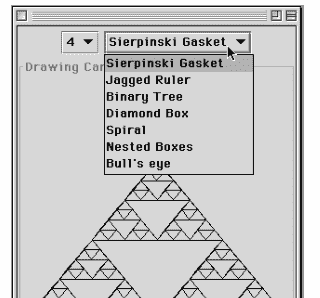 4 Sierpinski Gasket
Drawing Can
Sierpinski Gasket
Jagged Ruler
Binary Tree
Diamond Box
Spiral
Nested Boxes
Bull's eye